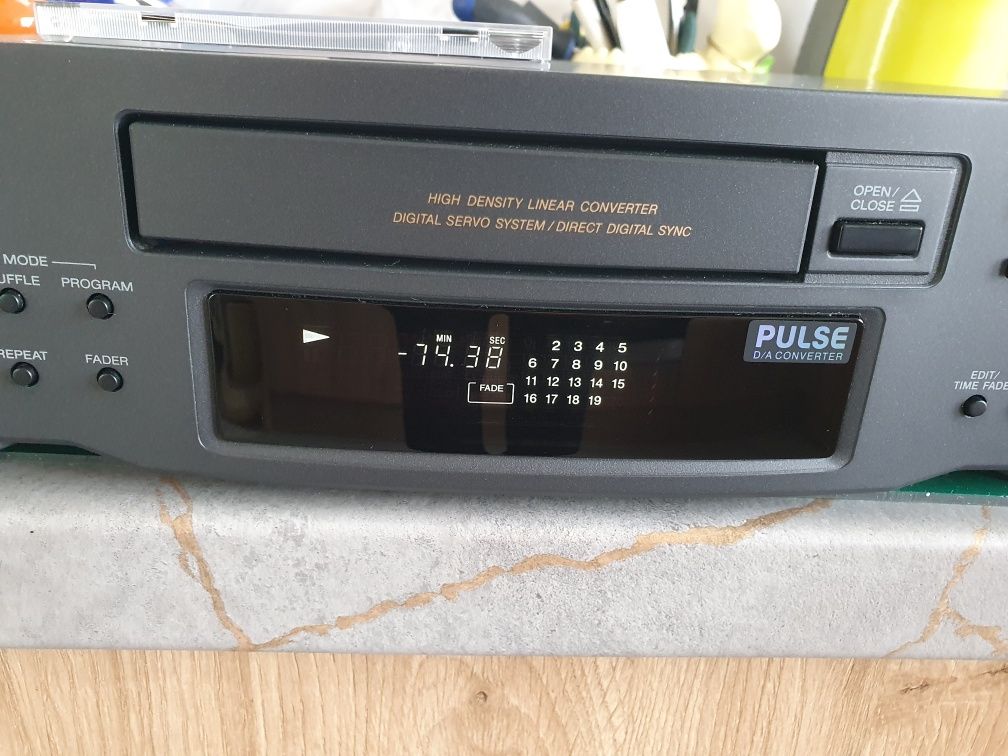 HIGH DENSITY LINEAR CONVERTER
DIGITAL SERVO SYSTEM / DIRECT DIGITAL SYNC
OPEN/
CLOSE
MODE
UFFLE PROGRAM
REPEAT FADER
MIN SEC
-74.38
FADE
2 3 4 5
6 7 8 9 10
11 12 13 14 15
16 17 18 19
PULSE
D/A CONVERTER
EDIT/
TIME FADE